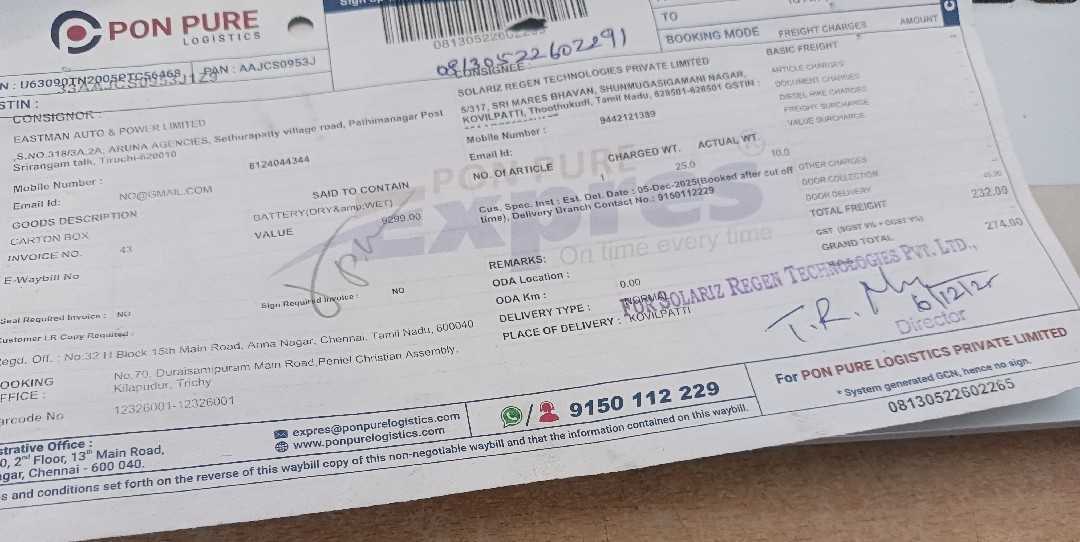 PON PURE
LOGISTICS
0813052260229
08130522602291
TO
BOOKING MODE
FREIGHT CHARGES
AMOUNT
BASIC FREIGHT
ARTICLE CHARGES
DOCUMENT CHARGES
DIESEL HIKE CHARGES
FREIGHT SURCHARGE
VALUE SURCHARGE
PAN : AAJCS0953J
STIN :
33AAJCS0953J1Z9
CONSIGNOR :
EASTMAN AUTO & POWER LIMITED
,S.NO.318/3A,2A, ARUNA AGENCIES, Sethurapatty village road, Pathimanagar Post
Srirangam talk, Tiruchi-620010
Mobile Number :
8124044344
Email Id:
NO@GMAIL.COM
GOODS DESCRIPTION
SAID TO CONTAIN
CARTON BOX
BATTERY(DRY&amp;WET)
INVOICE NO.
43
VALUE
9299.00
E-Waybill No
Seal Required Invoice :
NO
Sign Required Invoice :
NO
Customer LR Copy Required :
CONSIGNEE
SOLARIZ REGEN TECHNOLOGIES PRIVATE LIMITED
5/317, SRI MARES BHAVAN, SHUNMUGASIGAMANI NAGAR,
KOVILPATTI, Thoothukudi, Tamil Nadu, 628501-628501 GSTIN :
Mobile Number :
9442121389
Email Id:
NO. Of ARTICLE
CHARGED WT.
ACTUAL WT.
1
25.0
10.0
Cus. Spec. Inst : Est. Del. Date : 05-Dec-2025(Booked after cut off
time), Delivery Branch Contact No.: 9150112229
OTHER CHARGES
DOOR COLLECTION
DOOR DELIVERY
TOTAL FREIGHT
232.00
GST (SGST 9% + CGST 9%)
GRAND TOTAL
274.00
PON PURE
Expres
On time every time
REMARKS:
ODA Location :
ODA Km :
0.00
DELIVERY TYPE :
NORMAL
PLACE OF DELIVERY :
KOVILPATTI
FOR SOLARIZ REGEN TECHNOLOGIES PVT. LTD.,
6/12/25
Director
Regd. Off. : No:32 H Block 15th Main Road, Anna Nagar, Chennai, Tamil Nadu, 600040
OOKING
FFICE :
No,70, Duraisamipuram Main Road,Peniel Christian Assembly,
Kilapudur, Trichy
arcode No
12326001-12326001
For PON PURE LOGISTICS PRIVATE LIMITED
* System generated GCN, hence no sign.
08130522602265
strative Office :
0, 2nd Floor, 13th Main Road,
gar, Chennai - 600 040.
expres@ponpurelogistics.com
www.ponpurelogistics.com
9150 112 229
s and conditions set forth on the reverse of this waybill copy of this non-negotiable waybill and that the information contained on this waybill.